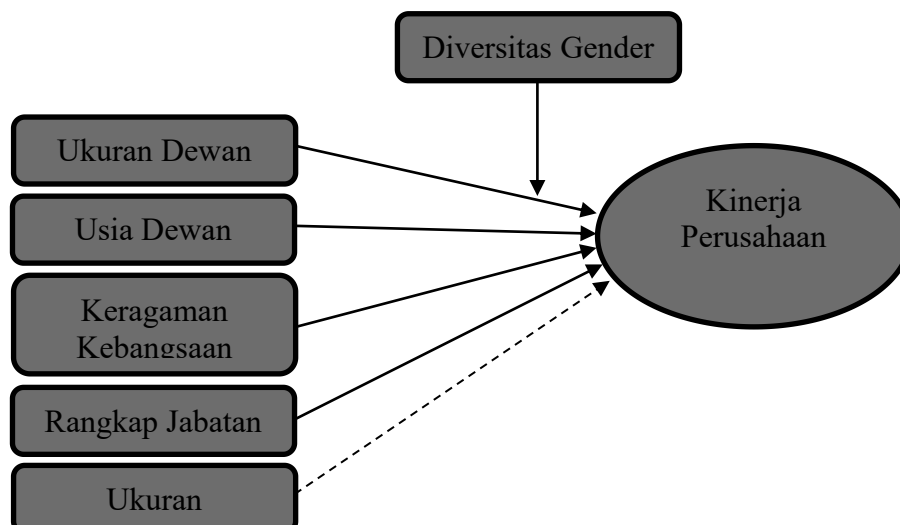 Diversitas Gender
Ukuran Dewan
Usia Dewan
Keragaman
Kebangsaan
Rangkap Jabatan
Ukuran
Kinerja
Perusahaan